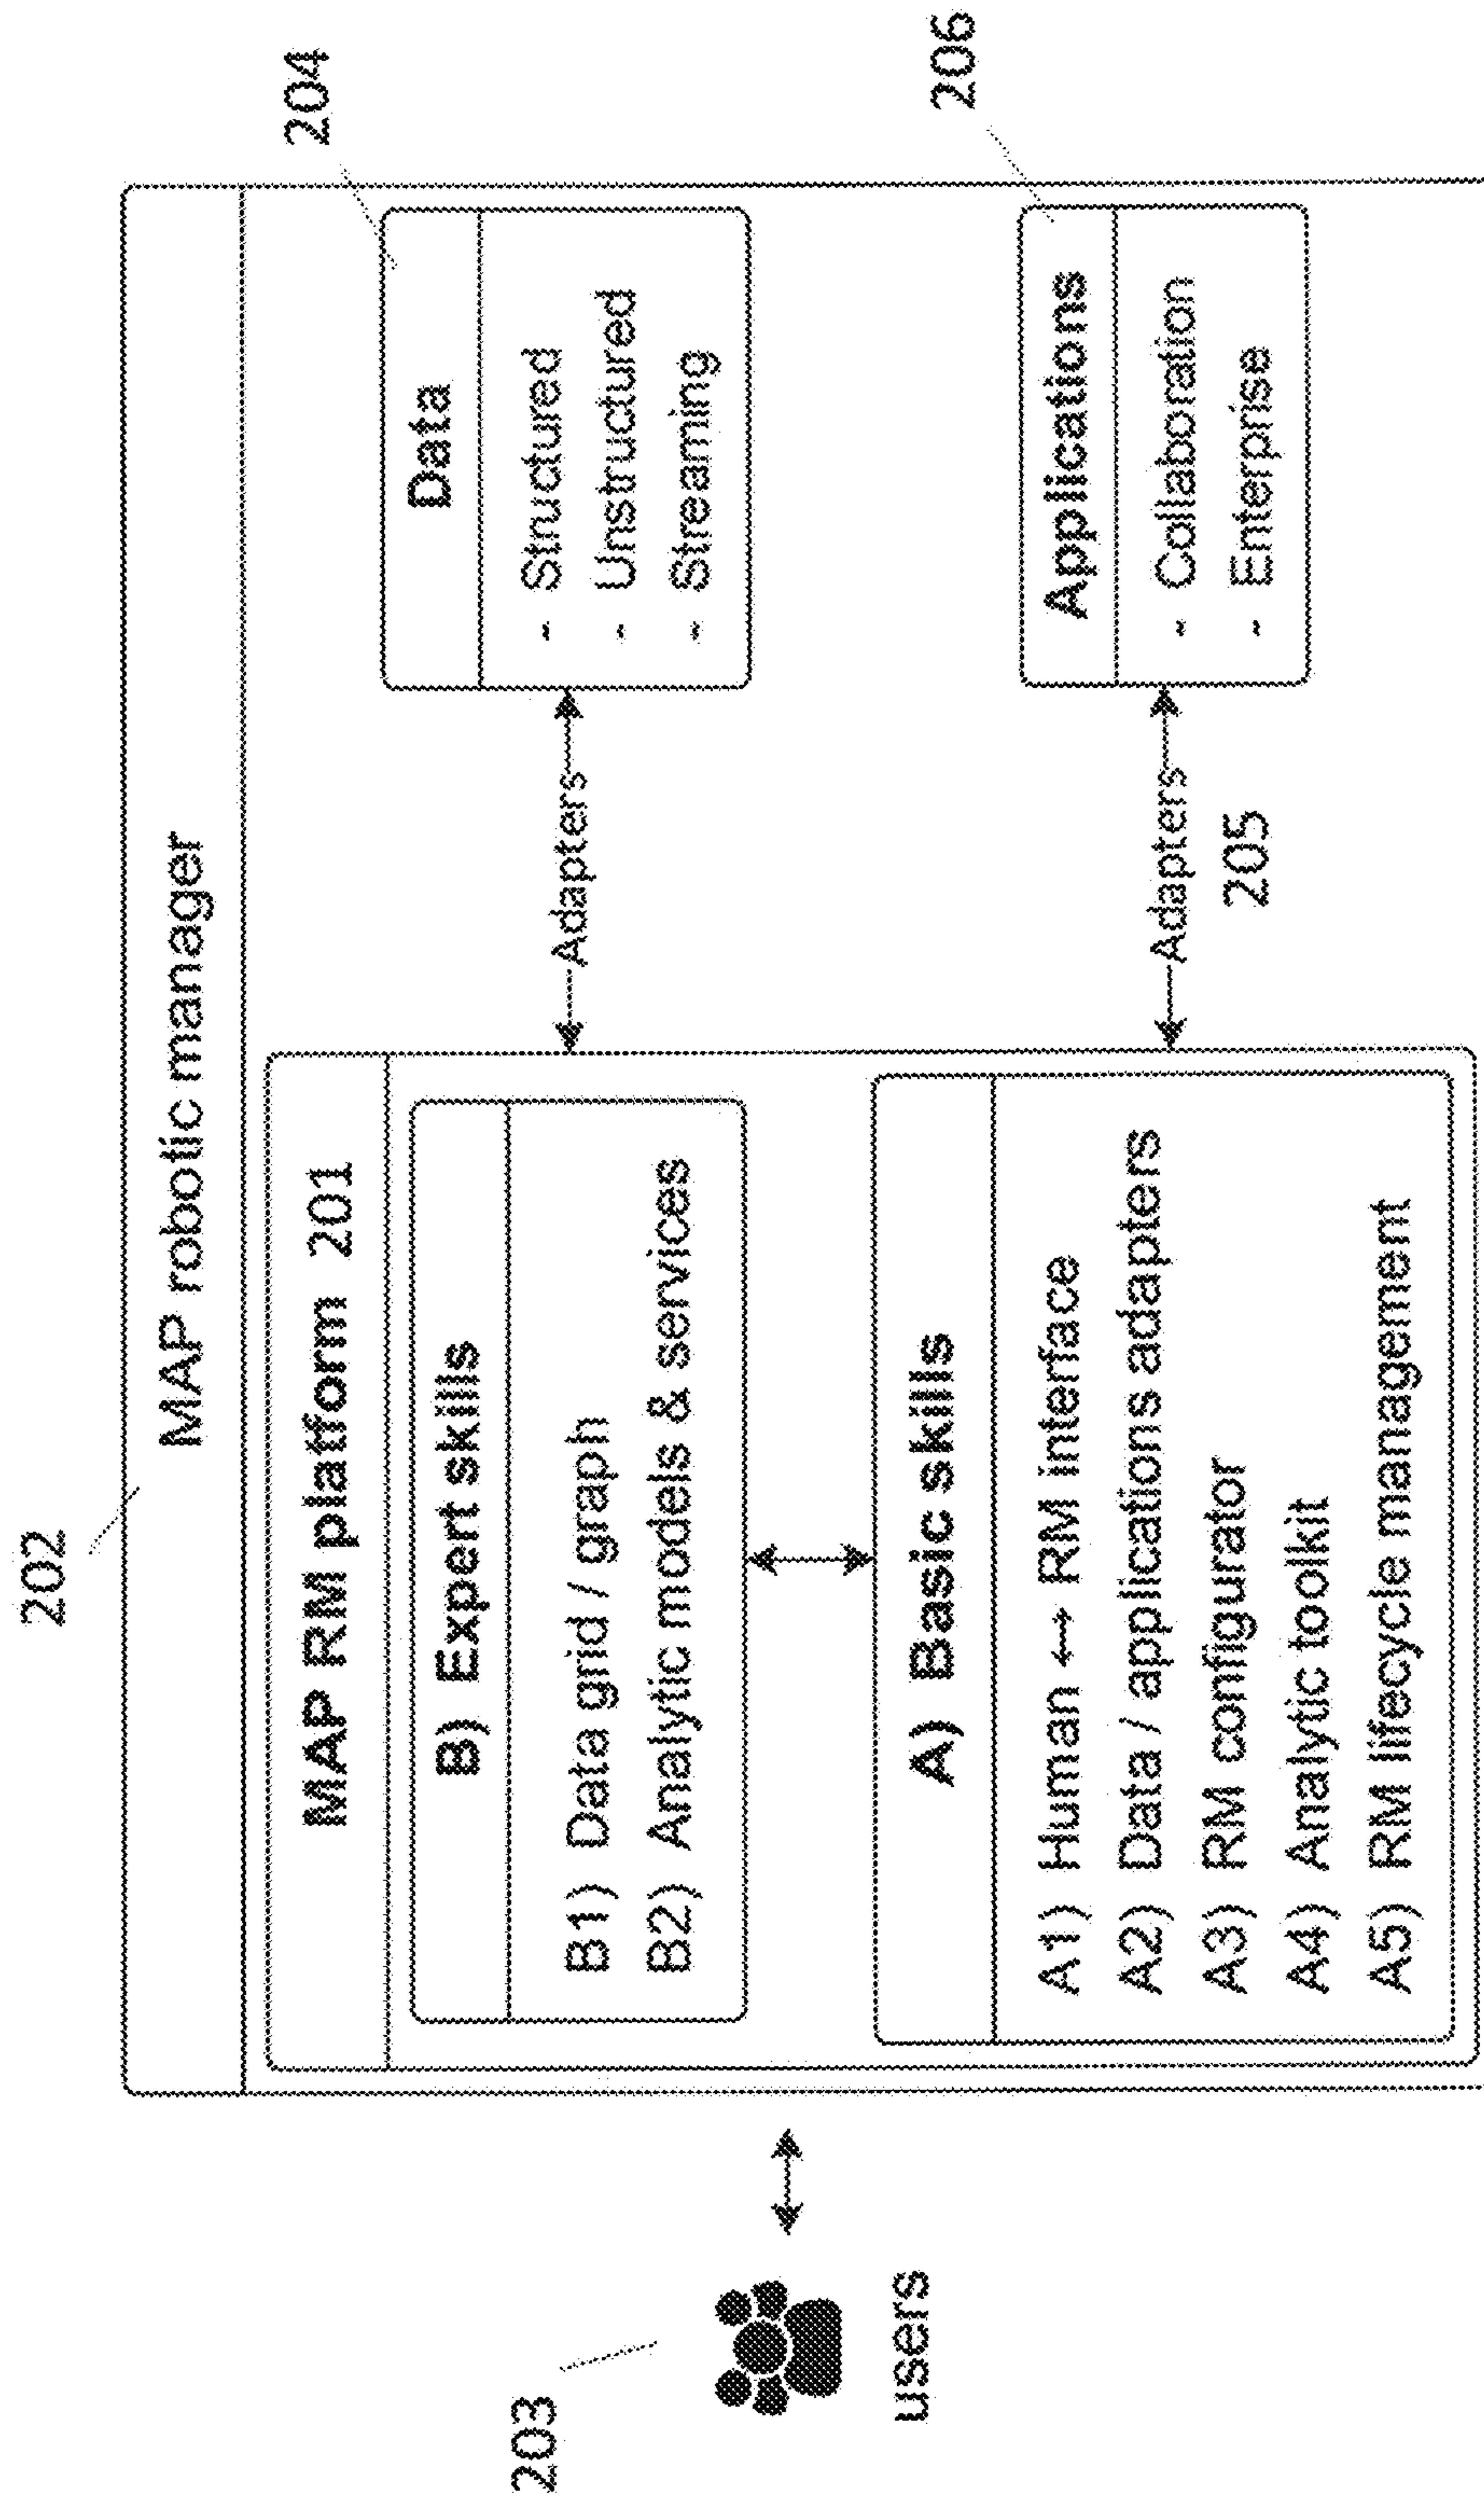 202
MAP robotic manager
204
MAP RM platform 201
B) Expert skills
B1) Data grid / graph
B2) Analytic models & services
Adapters
Data
- Structured
- Unstructured
- Streaming
203
users
A) Basic skills
A1) Human ↔ RM interface
A2) Data / applications adapters
A3) RM configurator
A4) Analytic toolkit
A5) RM lifecycle management
Adapters
205
206
Applications
- Collaboration
- Enterprise